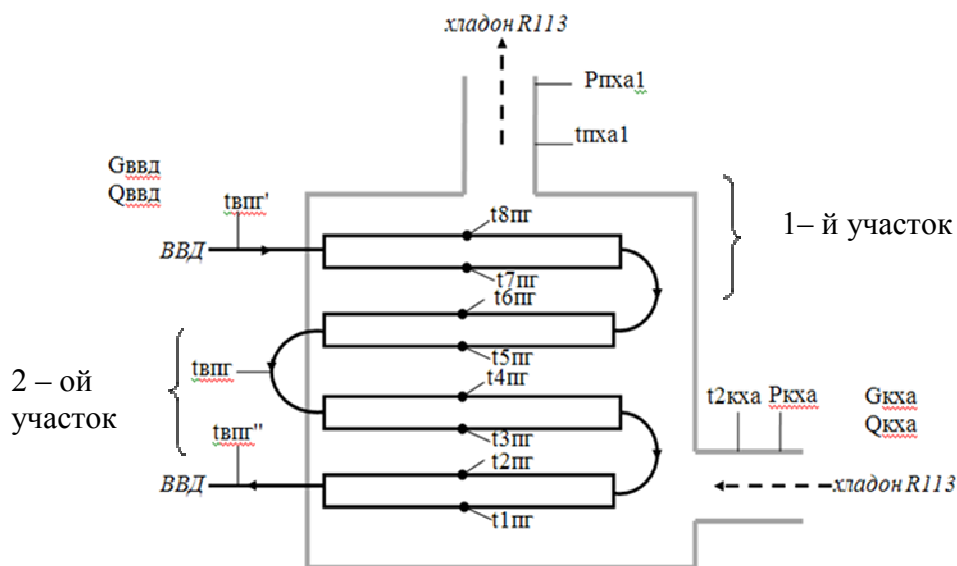 хладон R113
Рпха1
tпха1
Gввд
Qввд
tвпг'
ВВД
t8пг
t7пг
1– й участок
t6пг
t5пг
tвпг
2 – ой
участок
t4пг
t3пг
t2кха
Ркха
Gкха
Qкха
tвпг"
ВВД
t2пг
t1пг
хладон R113